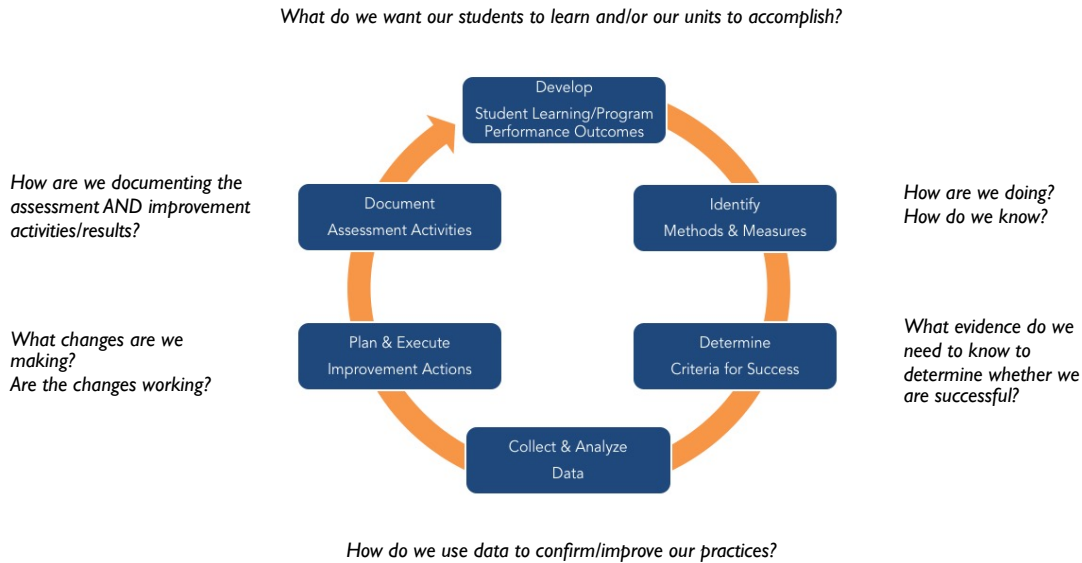 What do we want our students to learn and/or our units to accomplish?
Develop
Student Learning/Program
Performance Outcomes
How are we documenting the
assessment AND improvement
activities/results?
Document
Assessment Activities
Identify
Methods & Measures
How are we doing?
How do we know?
What changes are we
making?
Are the changes working?
Plan & Execute
Improvement Actions
Determine
Criteria for Success
What evidence do we
need to know to
determine whether we
are successful?
Collect & Analyze
Data
How do we use data to confirm/improve our practices?